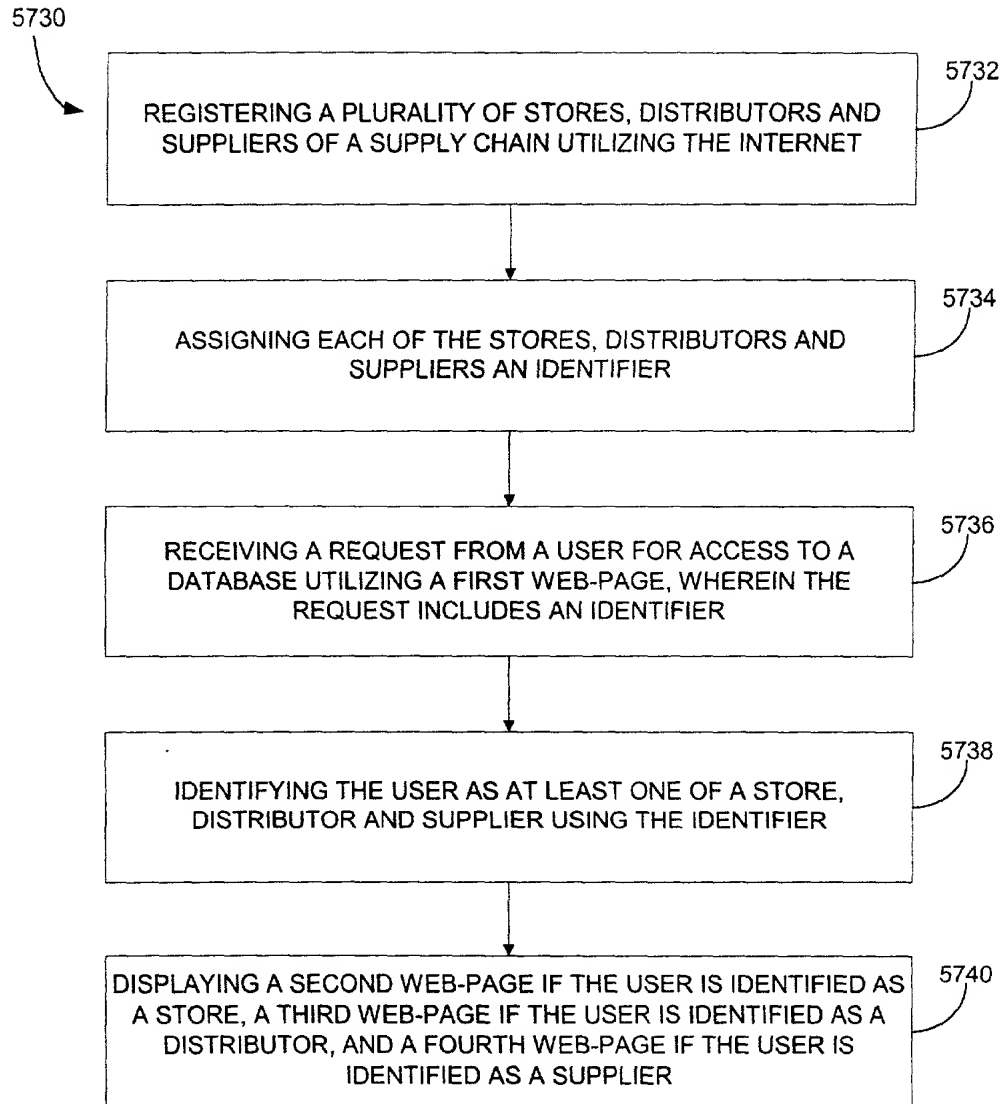 5730
5732
REGISTERING A PLURALITY OF STORES, DISTRIBUTORS AND
SUPPLIERS OF A SUPPLY CHAIN UTILIZING THE INTERNET
5734
ASSIGNING EACH OF THE STORES, DISTRIBUTORS AND
SUPPLIERS AN IDENTIFIER
5736
RECEIVING A REQUEST FROM A USER FOR ACCESS TO A
DATABASE UTILIZING A FIRST WEB-PAGE, WHEREIN THE
REQUEST INCLUDES AN IDENTIFIER
5738
IDENTIFYING THE USER AS AT LEAST ONE OF A STORE,
DISTRIBUTOR AND SUPPLIER USING THE IDENTIFIER
5740
DISPLAYING A SECOND WEB-PAGE IF THE USER IS IDENTIFIED AS
A STORE, A THIRD WEB-PAGE IF THE USER IS IDENTIFIED AS A
DISTRIBUTOR, AND A FOURTH WEB-PAGE IF THE USER IS
IDENTIFIED AS A SUPPLIER